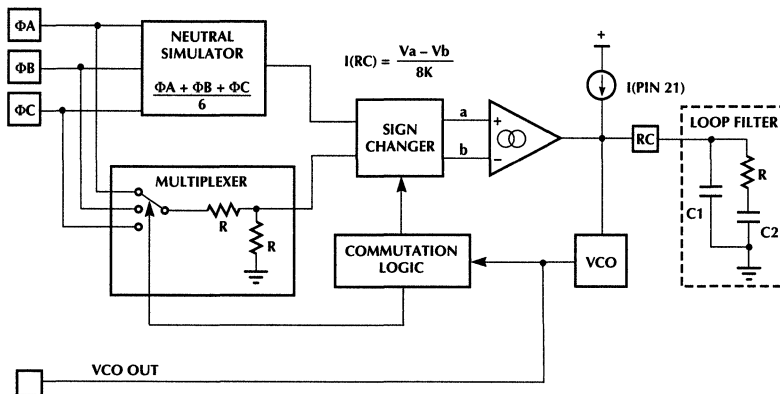 ΦA
ΦB
ΦC
NEUTRAL
SIMULATOR
ΦA + ΦB + ΦC
6
I(RC) = Va – Vb
8K
+
I(PIN 21)
SIGN
CHANGER
a
+
b
–
RC
LOOP FILTER
R
C1
C2
MULTIPLEXER
R
R
COMMUTATION
LOGIC
VCO
VCO OUT